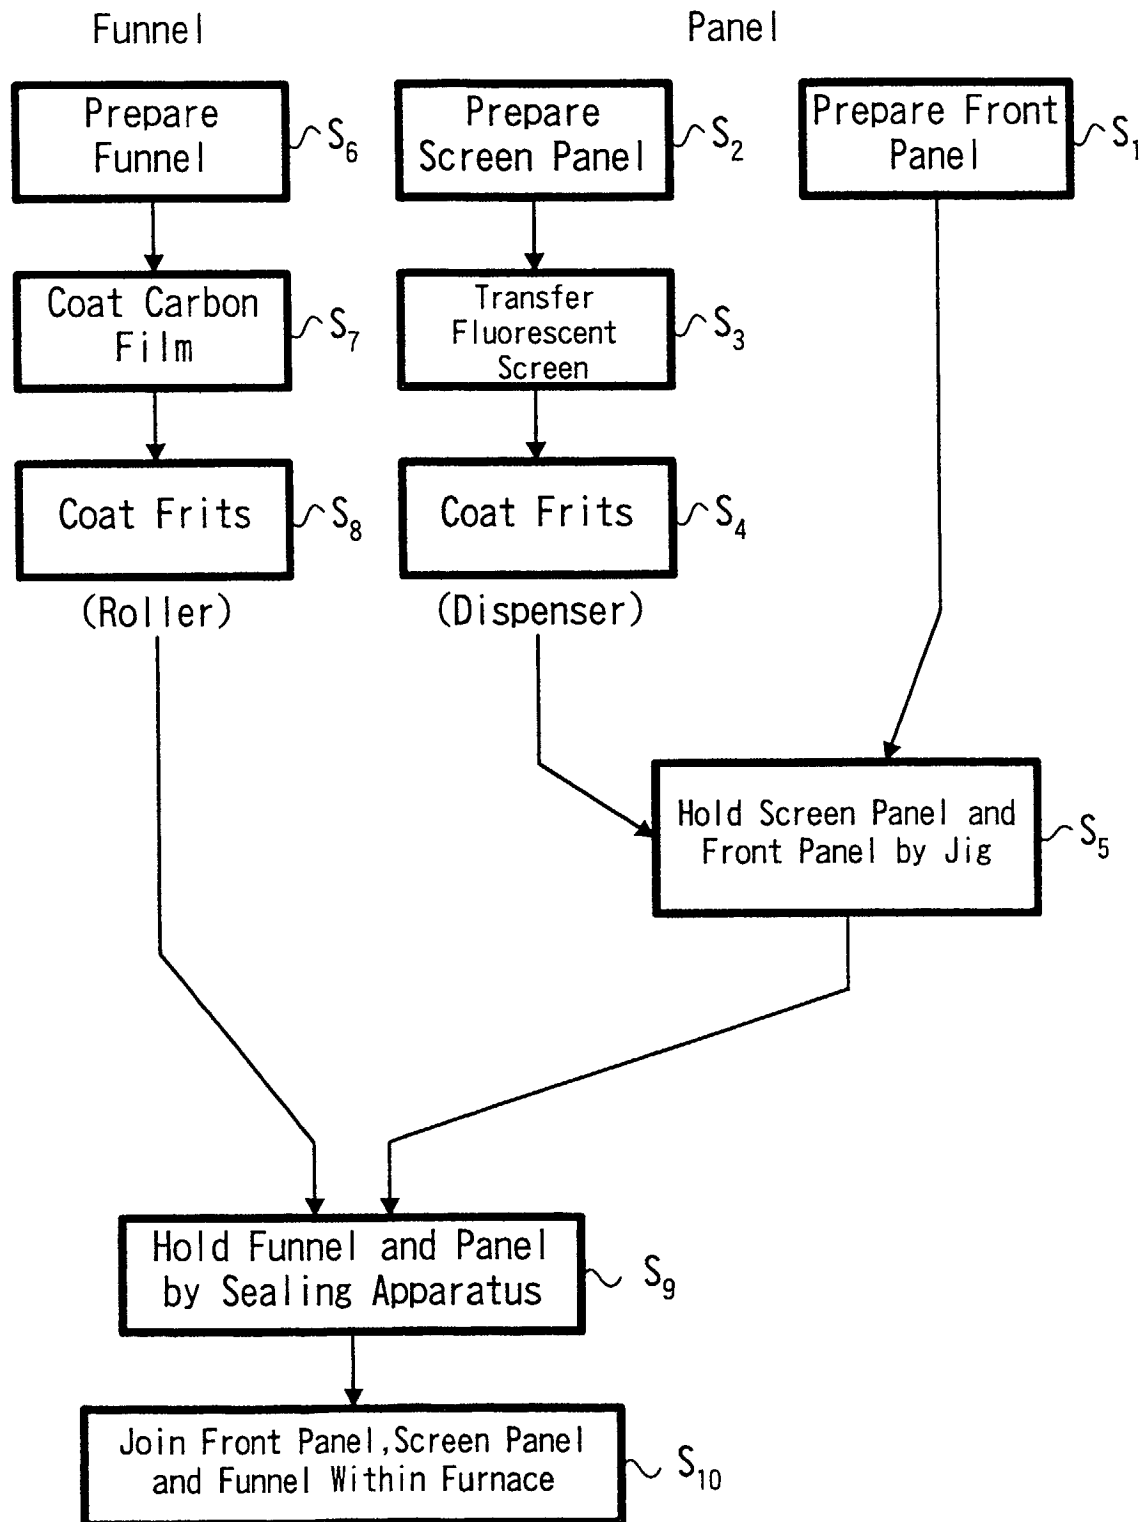 Funnel
Panel
Prepare
Funnel
S6
Prepare
Screen Panel
S2
Prepare Front
Panel
S1
Coat Carbon
Film
S7
Transfer
Fluorescent
Screen
S3
Coat Frits
S8
Coat Frits
S4
(Roller)
(Dispenser)
Hold Screen Panel and
Front Panel by Jig
S5
Hold Funnel and Panel
by Sealing Apparatus
S9
Join Front Panel,Screen Panel
and Funnel Within Furnace
S10